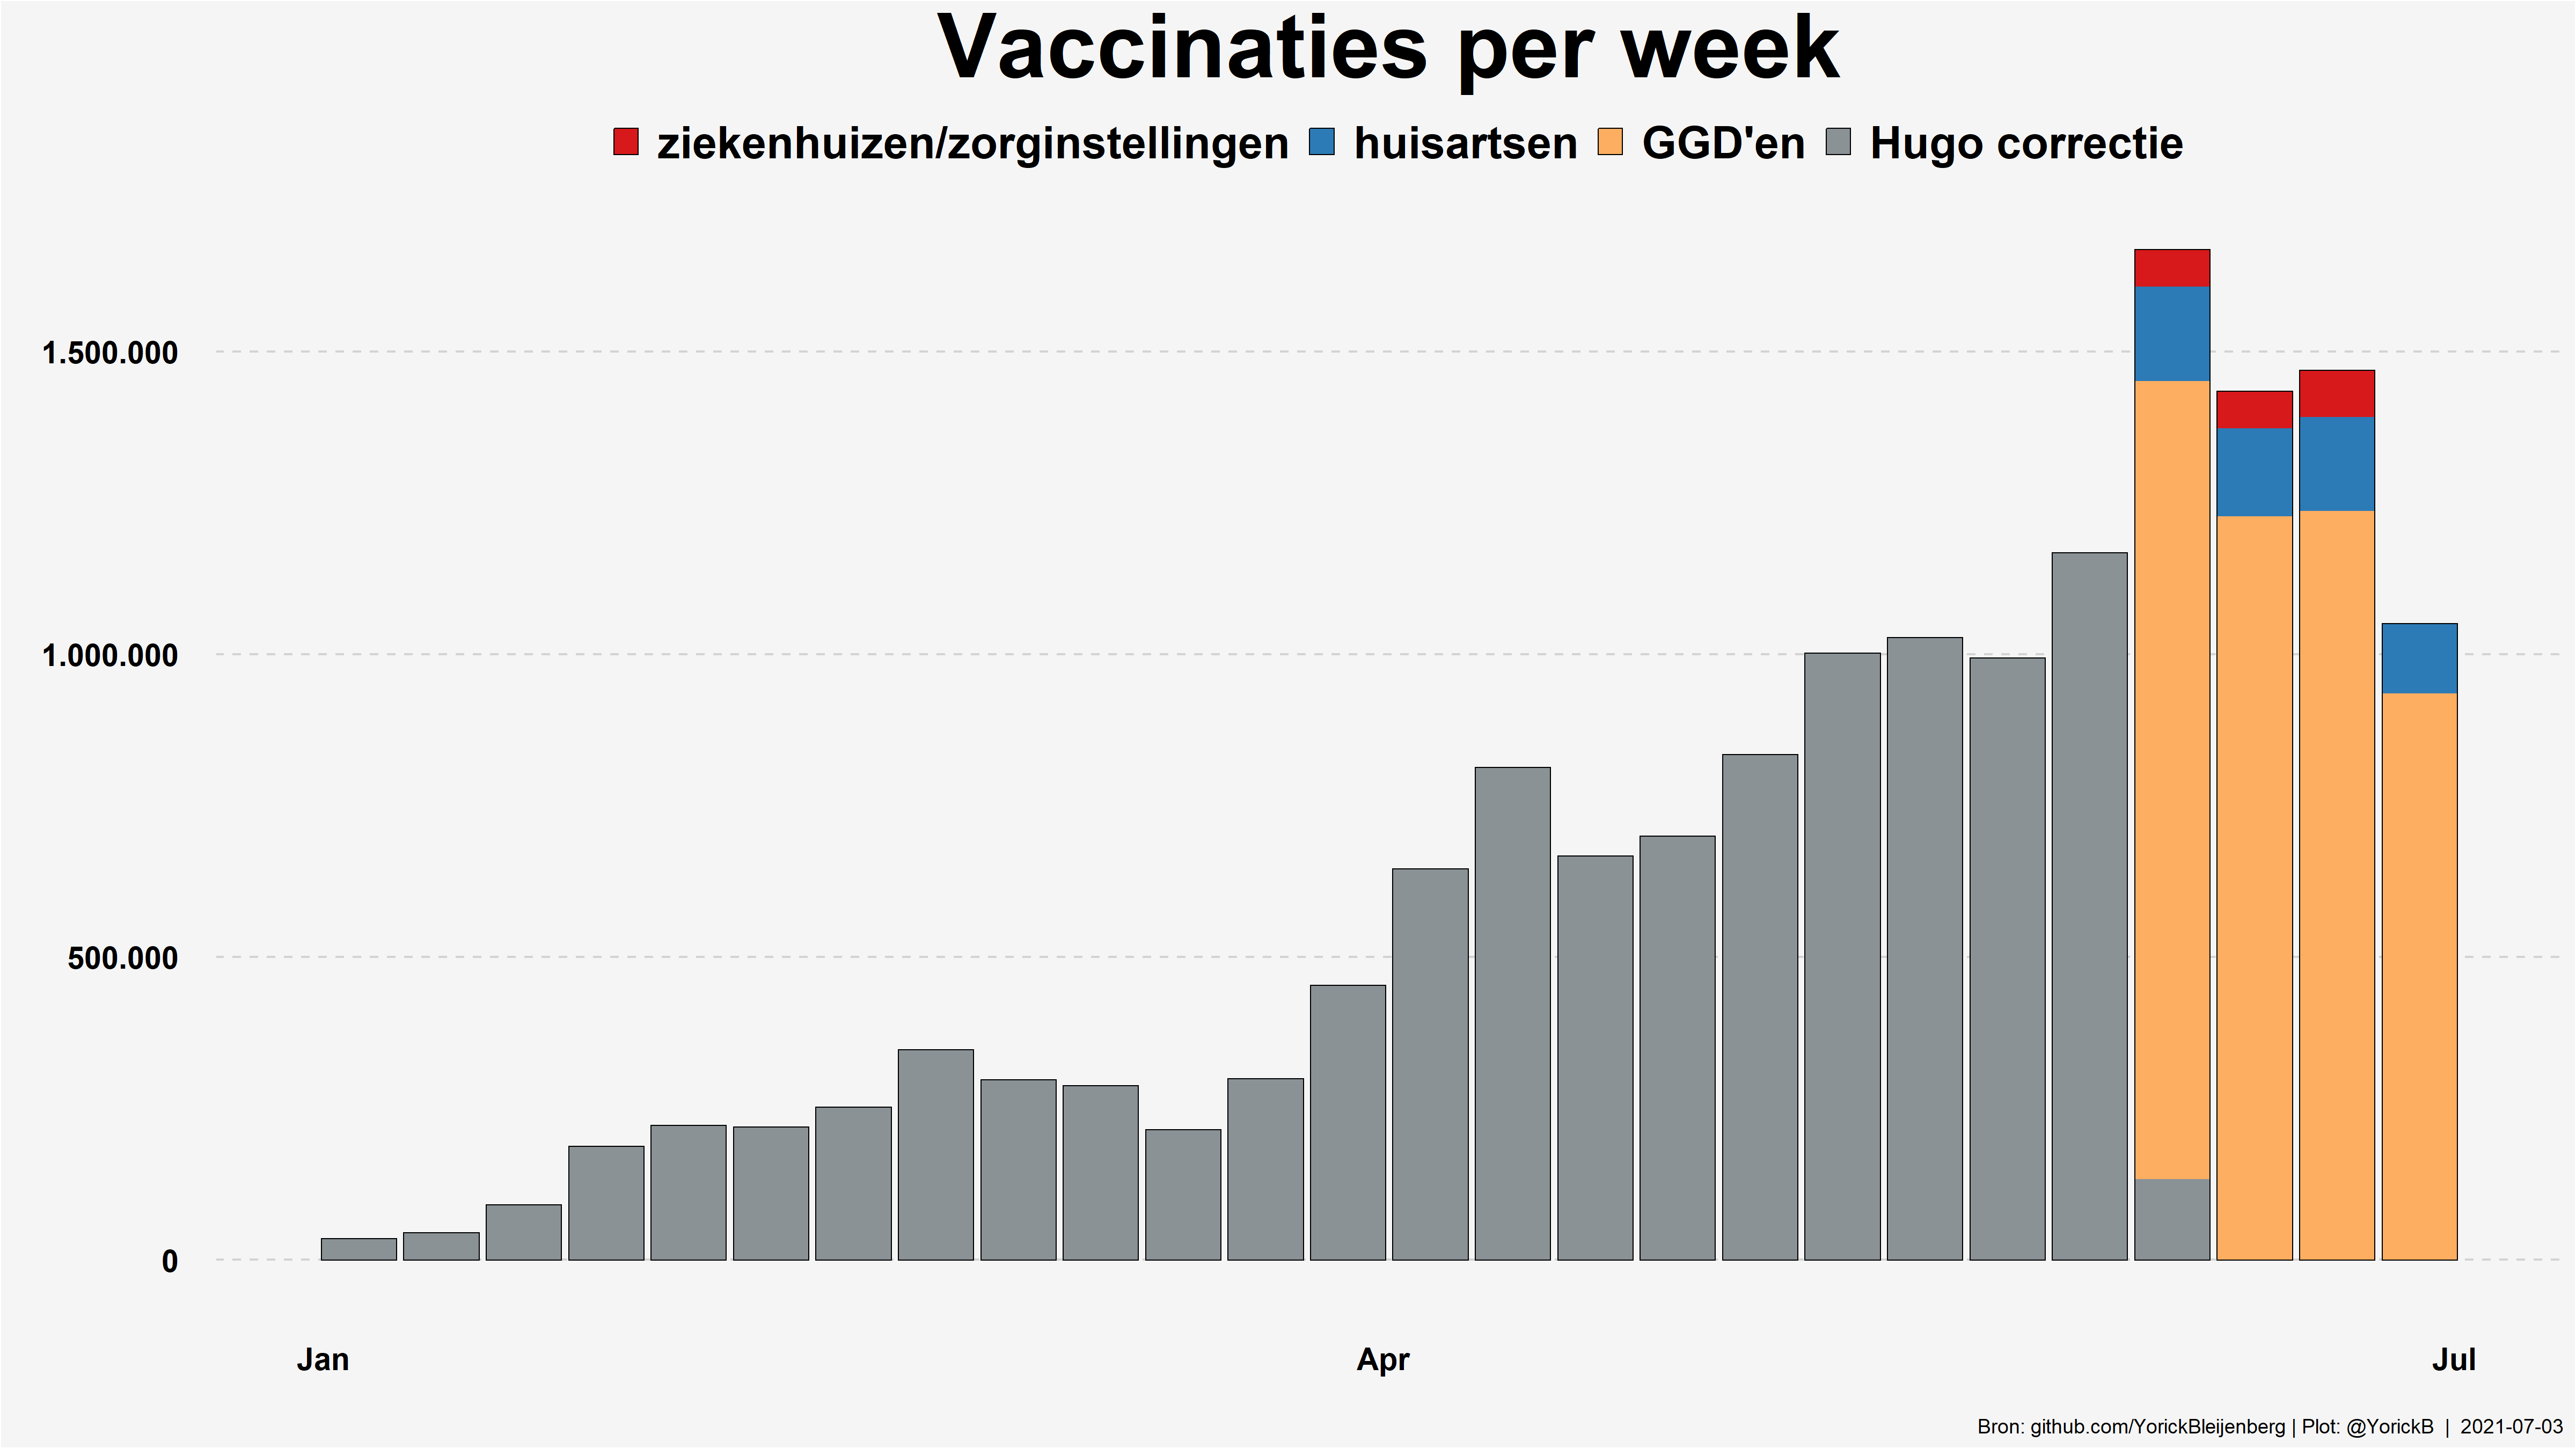 Vaccinaties per week
ziekenhuizen/zorginstellingen huisartsen GGD'en Hugo correctie
1.500.000
1.000.000
500.000
0
Jan Apr Jul
Bron: github.com/YorickBleijenberg | Plot: @YorickB | 2021-07-03